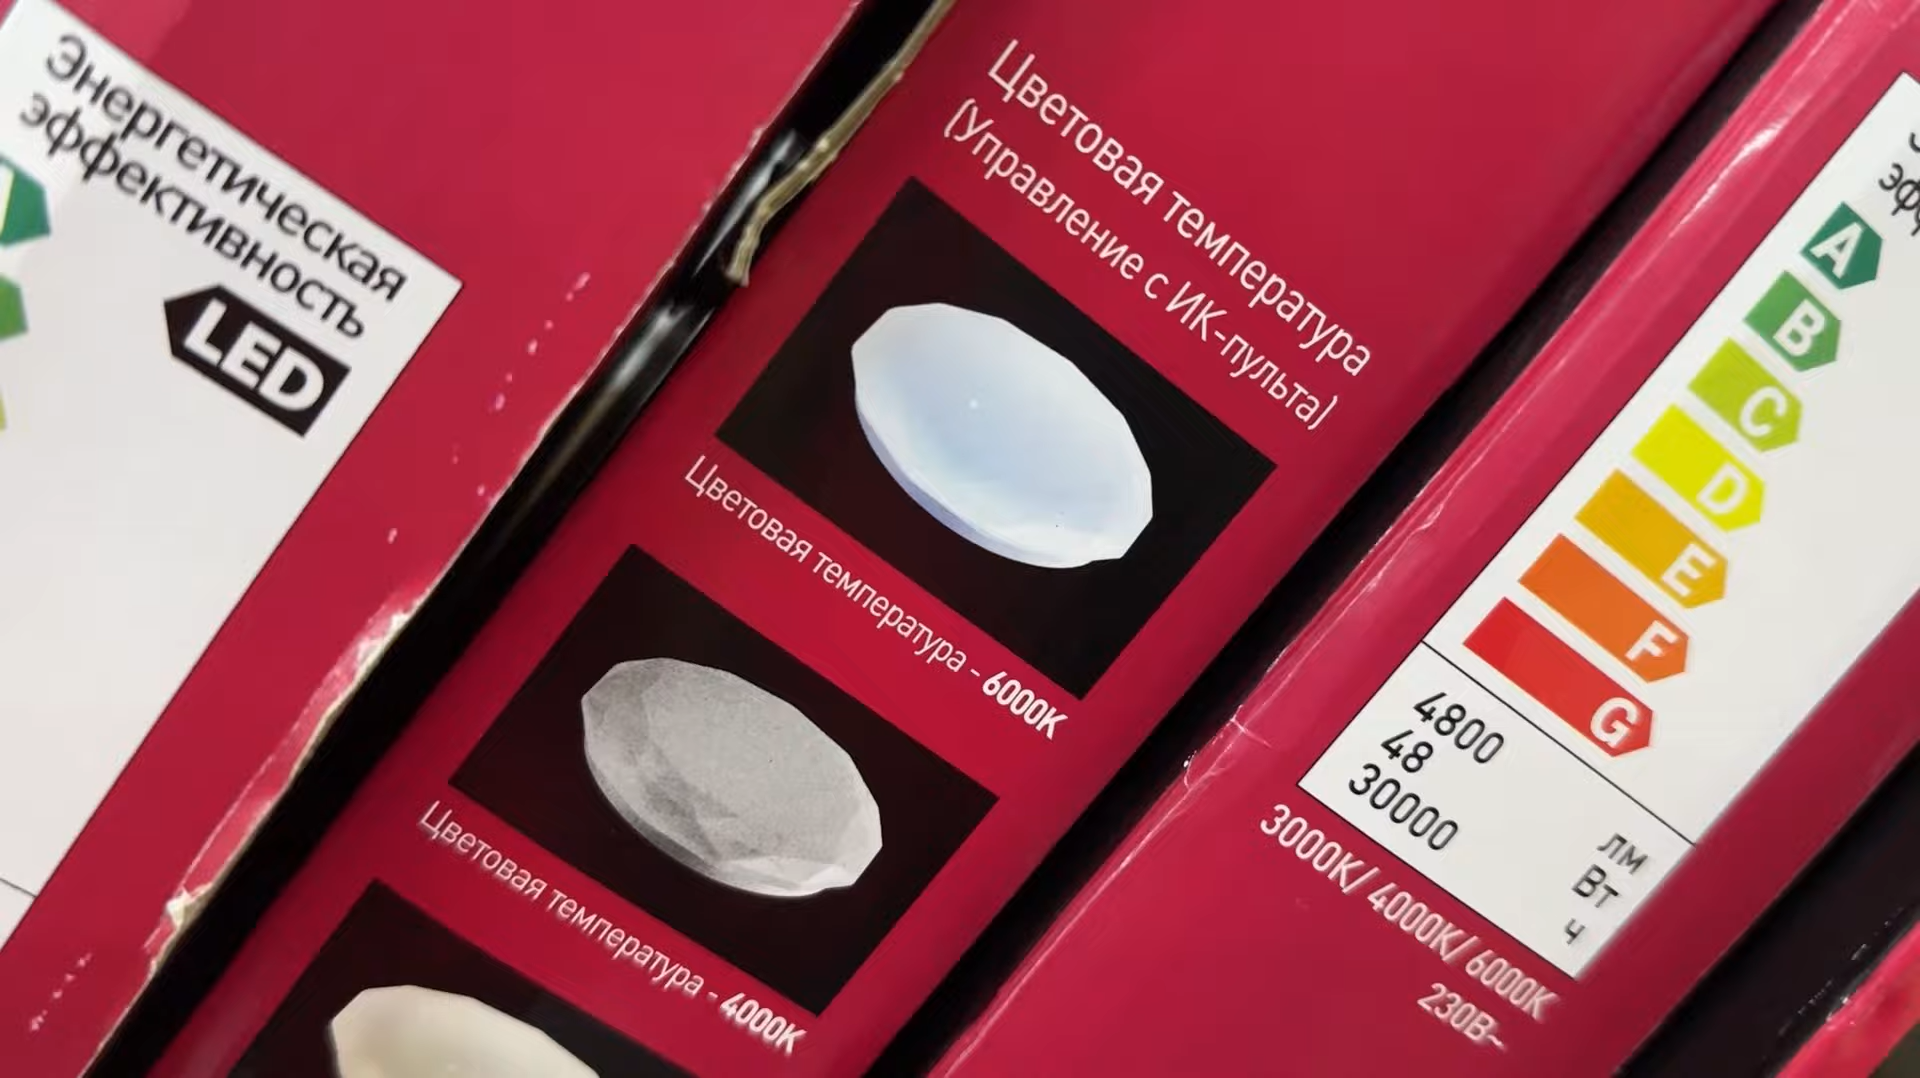 Энергетическая
эффективность
LED
Цветовая температура
(Управление с ИК-пульта)
Цветовая температура - 6000K
Цветовая температура - 4000K
A
B
C
D
E
F
G
4800 лм
48 Вт
30000 ч
3000K/ 4000K/ 6000K
230В~